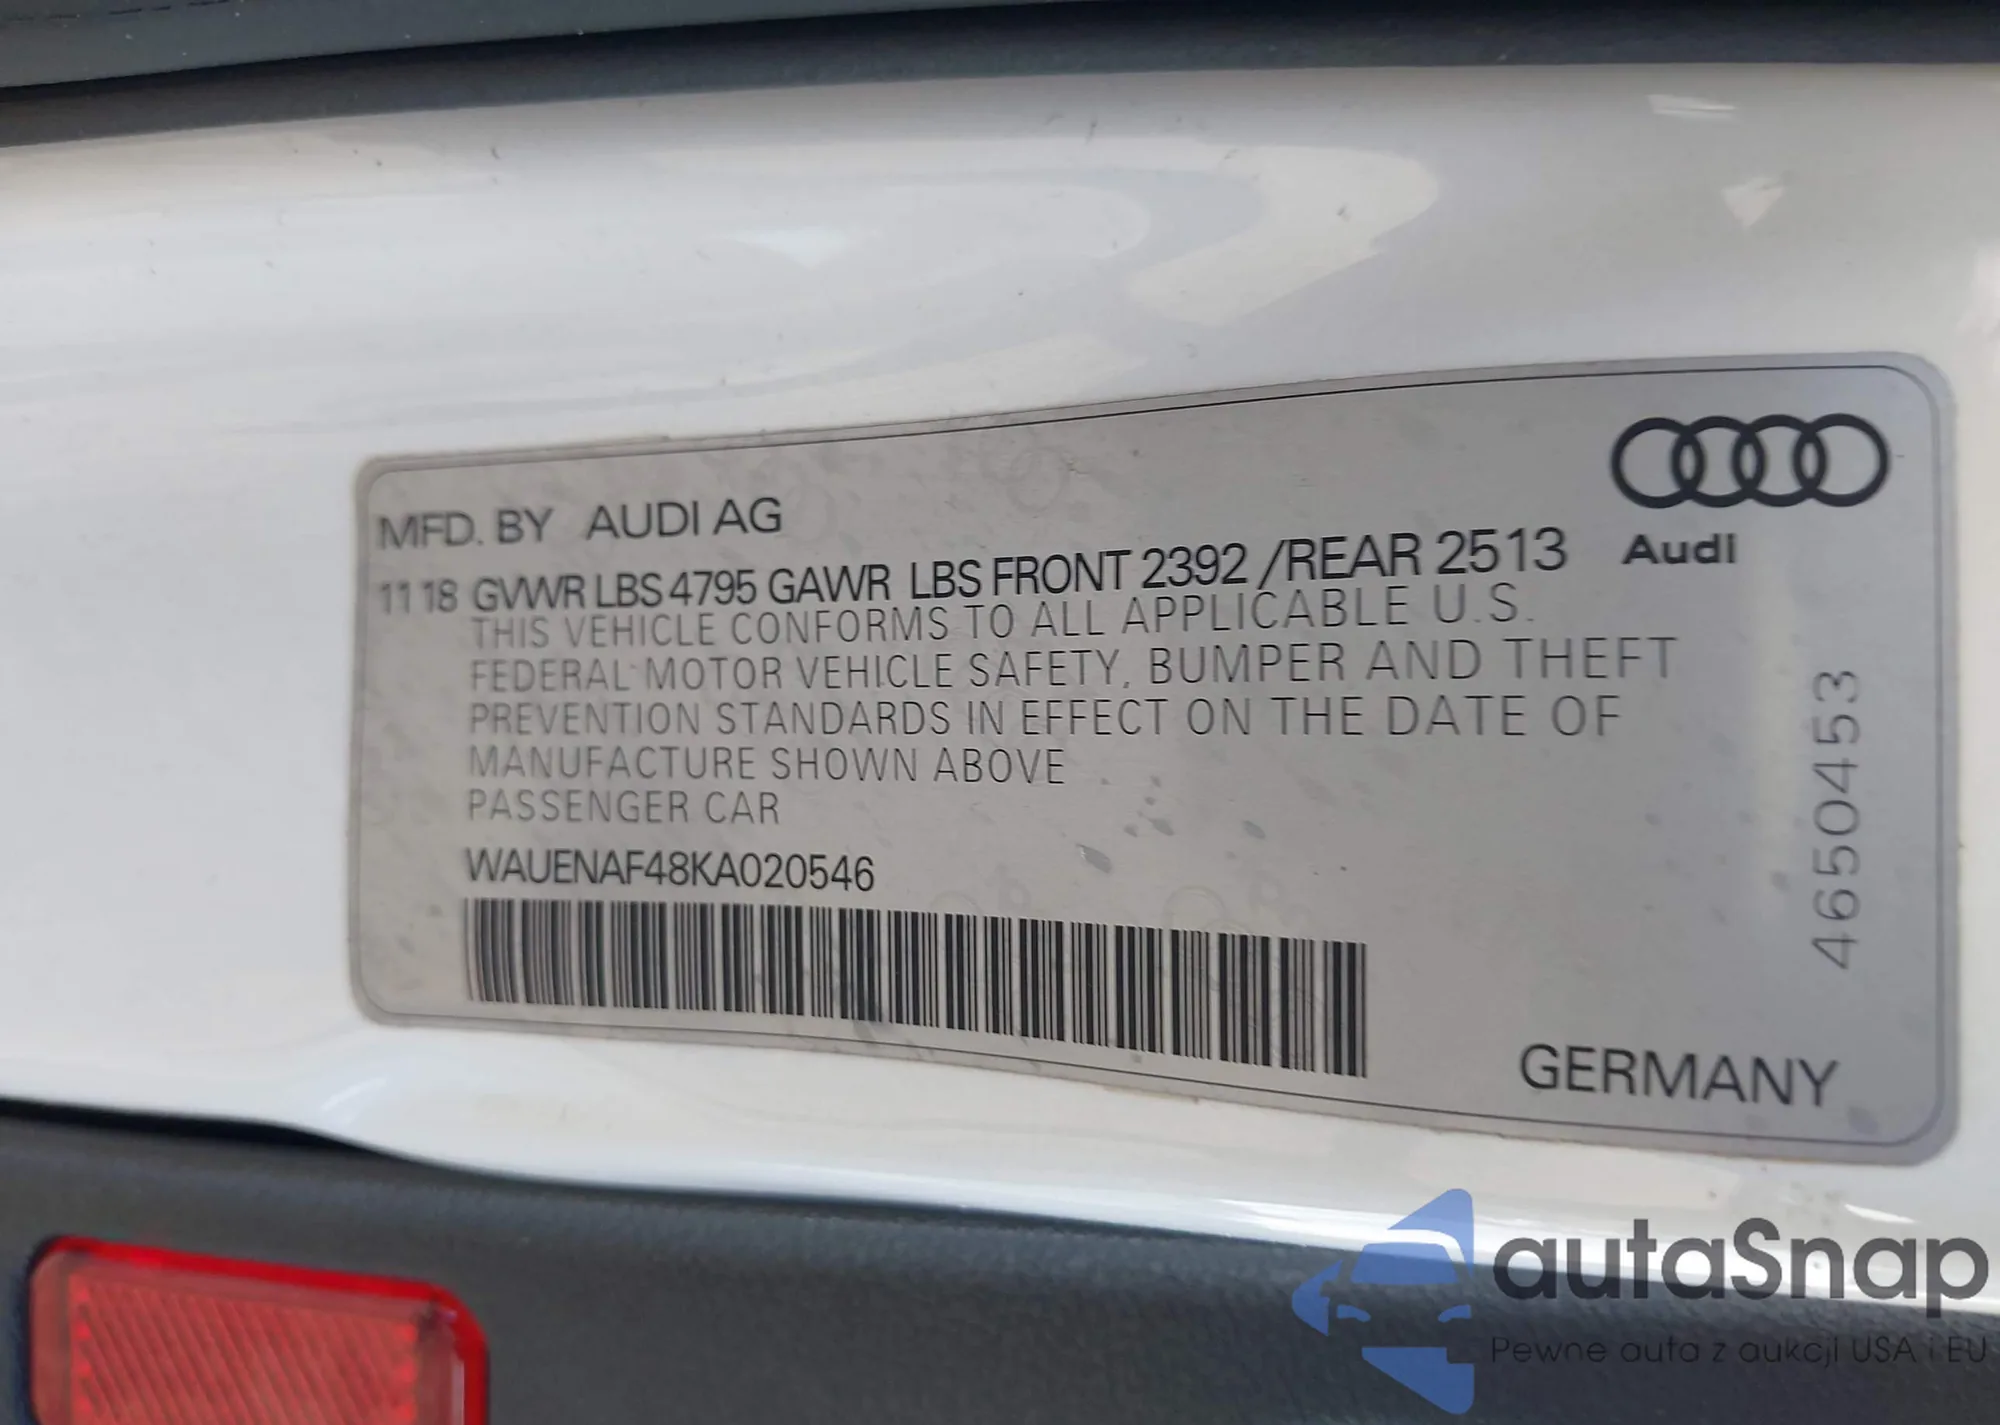 MFD. BY AUDI AG
11 18 GVWR LBS 4795 GAWR LBS FRONT 2392 /REAR 2513
Audi
THIS VEHICLE CONFORMS TO ALL APPLICABLE U.S.
FEDERAL MOTOR VEHICLE SAFETY, BUMPER AND THEFT
PREVENTION STANDARDS IN EFFECT ON THE DATE OF
MANUFACTURE SHOWN ABOVE
PASSENGER CAR
WAUENAF48KA020546
4650453
GERMANY
autaSnap
Pewne auta z aukcji USA i EU